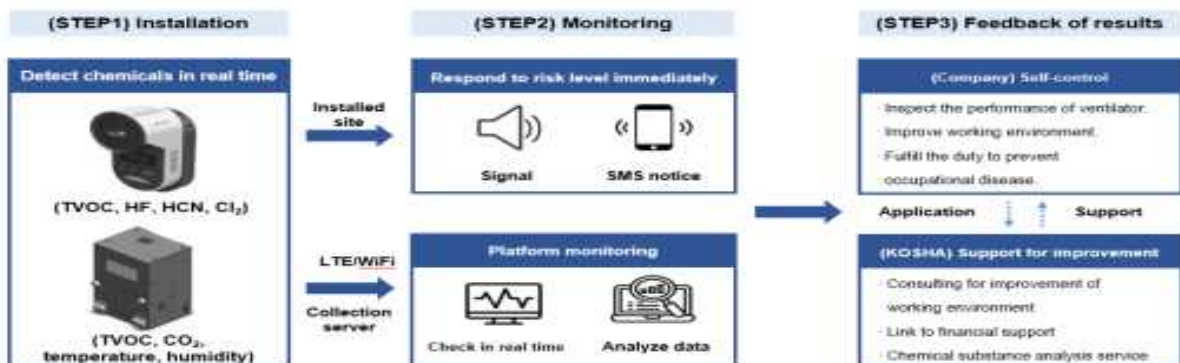 (STEP1) Installation
(STEP2) Monitoring
(STEP3) Feedback of results
Detect chemicals in real time
(TVOC, HF, HCN, Cl₂)
(TVOC, CO₂,
temperature, humidity)
Installed
site
LTE/WiFi
Collection
server
Respond to risk level immediately
Signal
SMS notice
Platform monitoring
Check in real time
Analyze data
(Company) Self-control
· Inspect the performance of ventilator.
· Improve working environment.
· Fulfill the duty to prevent
occupational disease.
Application
Support
(KOSHA) Support for improvement
· Consulting for improvement of
working environment
· Link to financial support
· Chemical substance analysis service